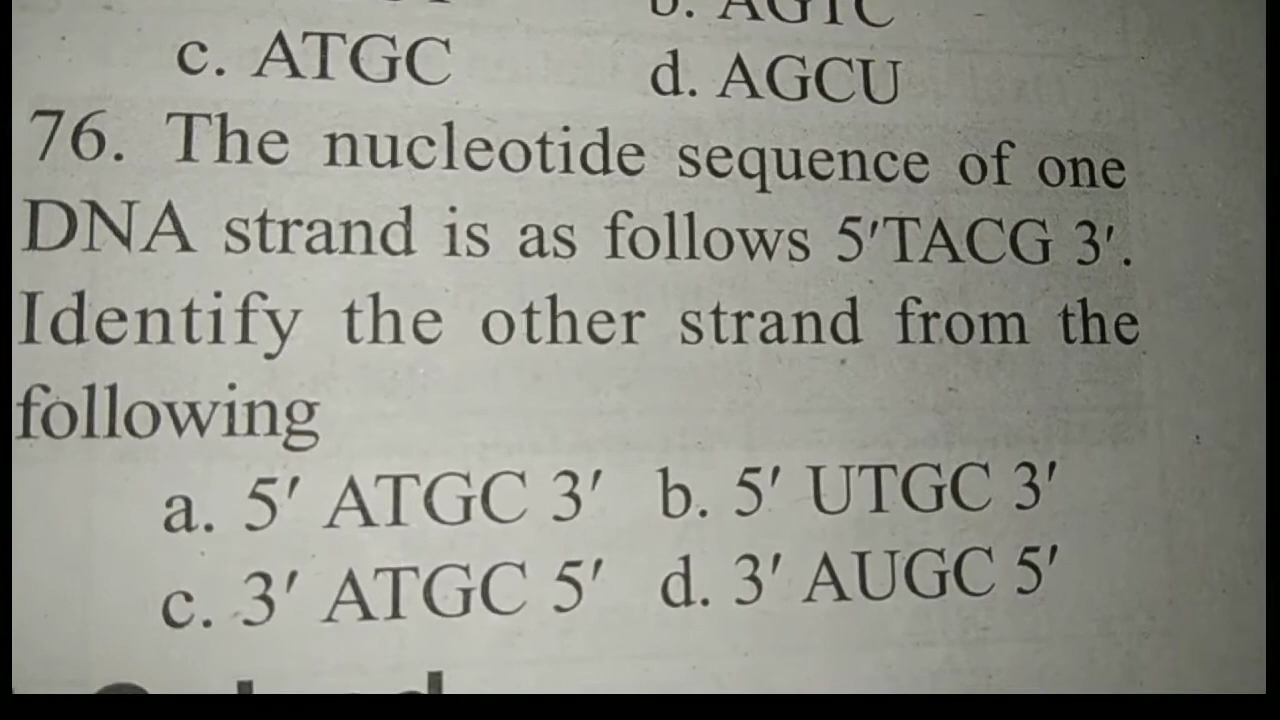 b. AGTC
c. ATGC d. AGCU
76. The nucleotide sequence of one
DNA strand is as follows 5′TACG 3′.
Identify the other strand from the
following
a. 5′ ATGC 3′ b. 5′ UTGC 3′
c. 3′ ATGC 5′ d. 3′ AUGC 5′